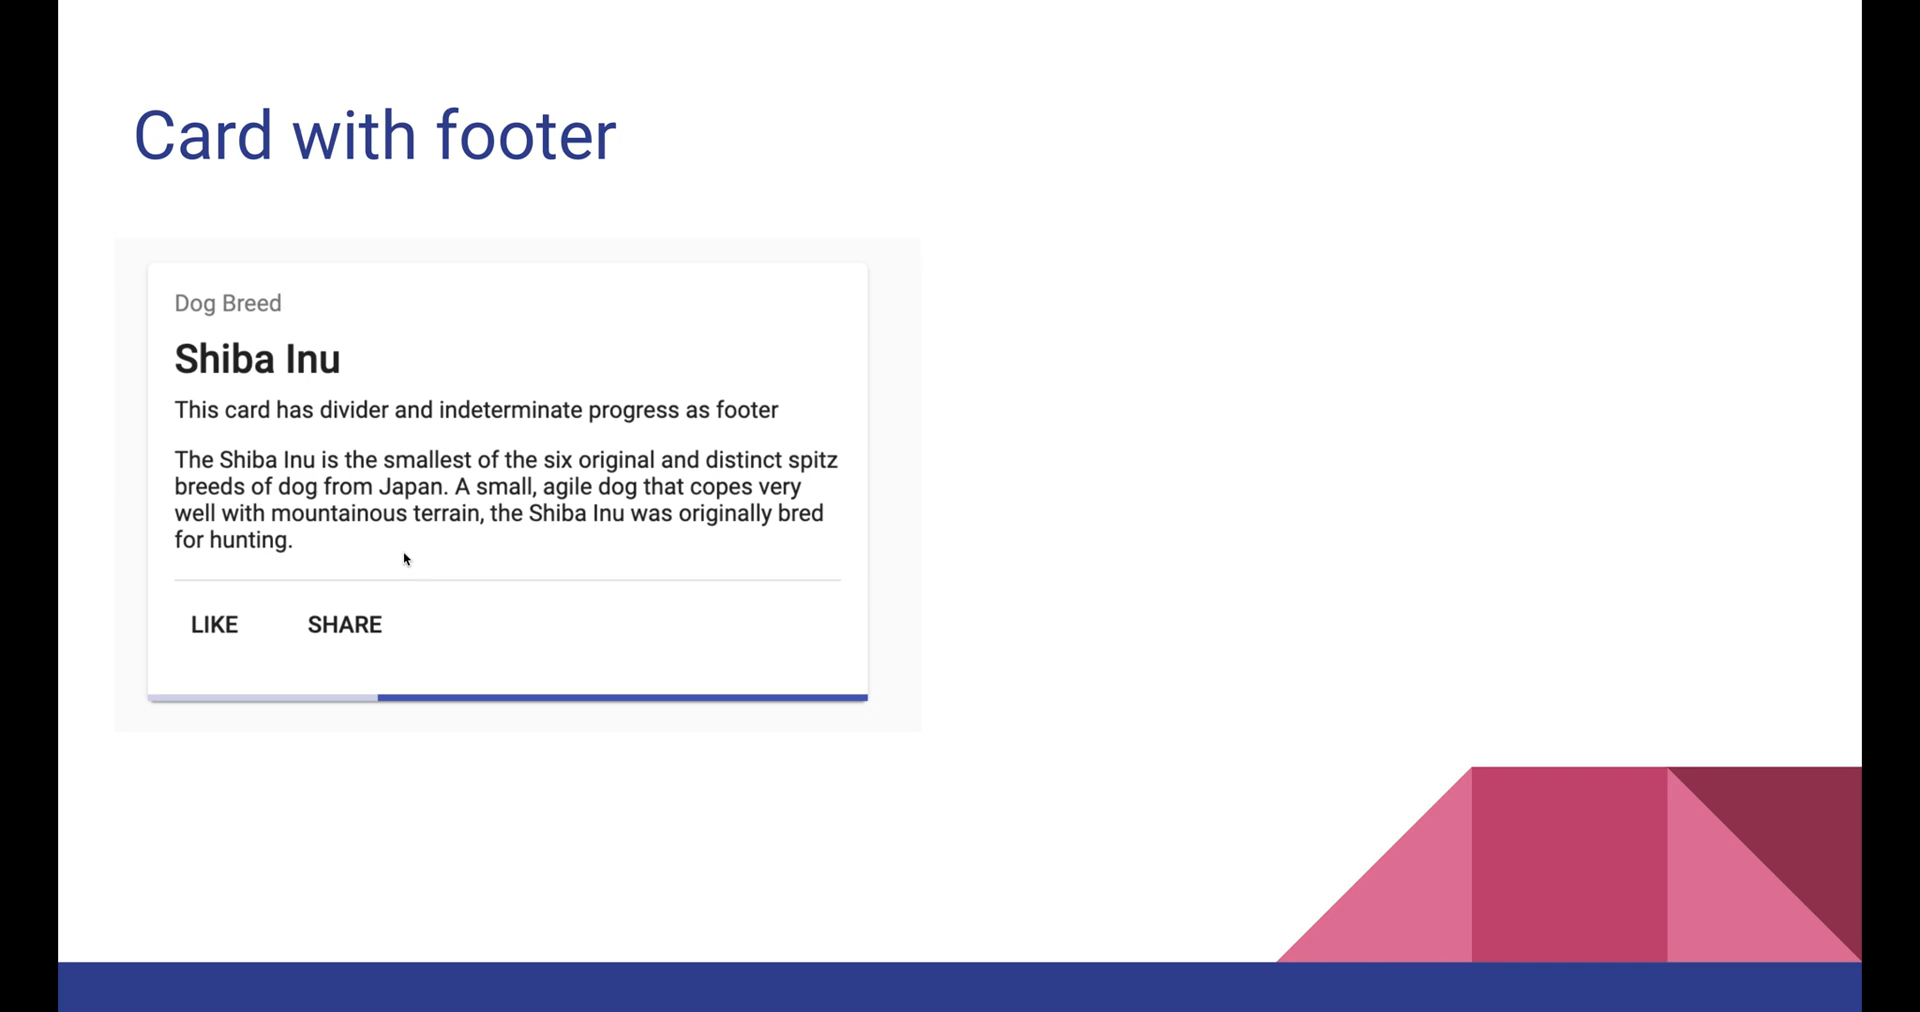 Card with footer
Dog Breed
Shiba Inu
This card has divider and indeterminate progress as footer
The Shiba Inu is the smallest of the six original and distinct spitz
breeds of dog from Japan. A small, agile dog that copes very
well with mountainous terrain, the Shiba Inu was originally bred
for hunting.
LIKE SHARE